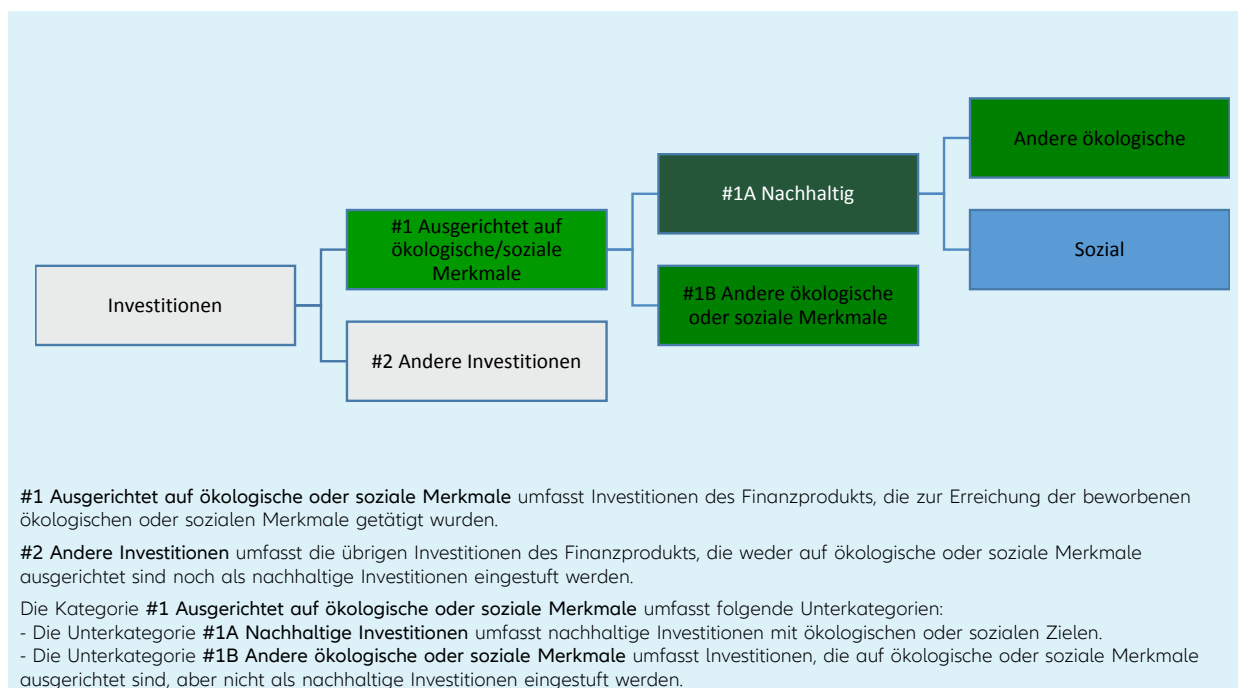 Andere ökologische
#1A Nachhaltig
#1 Ausgerichtet auf
ökologische/soziale
Merkmale
Sozial
Investitionen
#1B Andere ökologische
oder soziale Merkmale
#2 Andere Investitionen
#1 Ausgerichtet auf ökologische oder soziale Merkmale umfasst Investitionen des Finanzprodukts, die zur Erreichung der beworbenen
ökologischen oder sozialen Merkmale getätigt wurden.
#2 Andere Investitionen umfasst die übrigen Investitionen des Finanzprodukts, die weder auf ökologische oder soziale Merkmale
ausgerichtet sind noch als nachhaltige Investitionen eingestuft werden.
Die Kategorie #1 Ausgerichtet auf ökologische oder soziale Merkmale umfasst folgende Unterkategorien:
- Die Unterkategorie #1A Nachhaltige Investitionen umfasst nachhaltige Investitionen mit ökologischen oder sozialen Zielen.
- Die Unterkategorie #1B Andere ökologische oder soziale Merkmale umfasst lnvestitionen, die auf ökologische oder soziale Merkmale
ausgerichtet sind, aber nicht als nachhaltige Investitionen eingestuft werden.